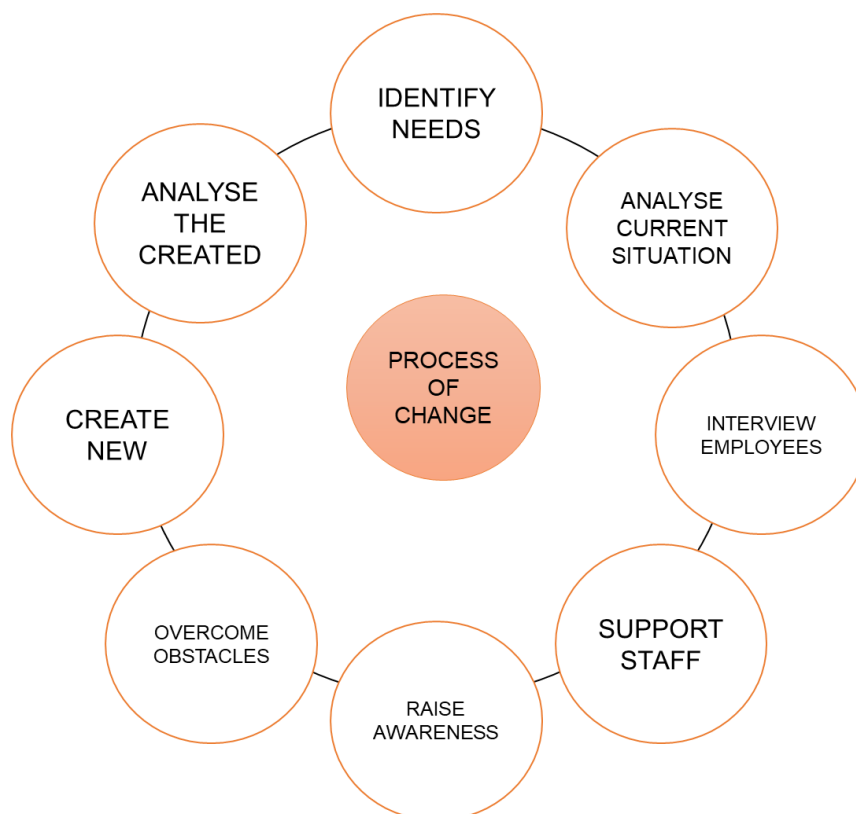 IDENTIFY
NEEDS
ANALYSE
CURRENT
SITUATION
INTERVIEW
EMPLOYEES
SUPPORT
STAFF
RAISE
AWARENESS
OVERCOME
OBSTACLES
CREATE
NEW
ANALYSE
THE
CREATED
PROCESS
OF
CHANGE